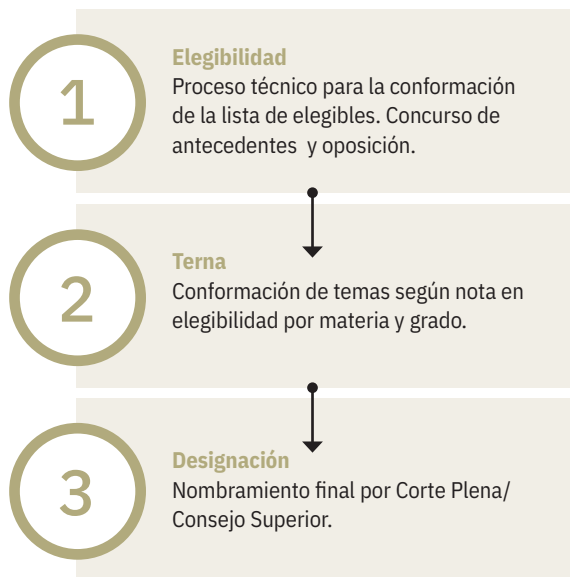 1
Elegibilidad
Proceso técnico para la conformación
de la lista de elegibles. Concurso de
antecedentes y oposición.
2
Terna
Conformación de temas según nota en
elegibilidad por materia y grado.
3
Designación
Nombramiento final por Corte Plena/
Consejo Superior.